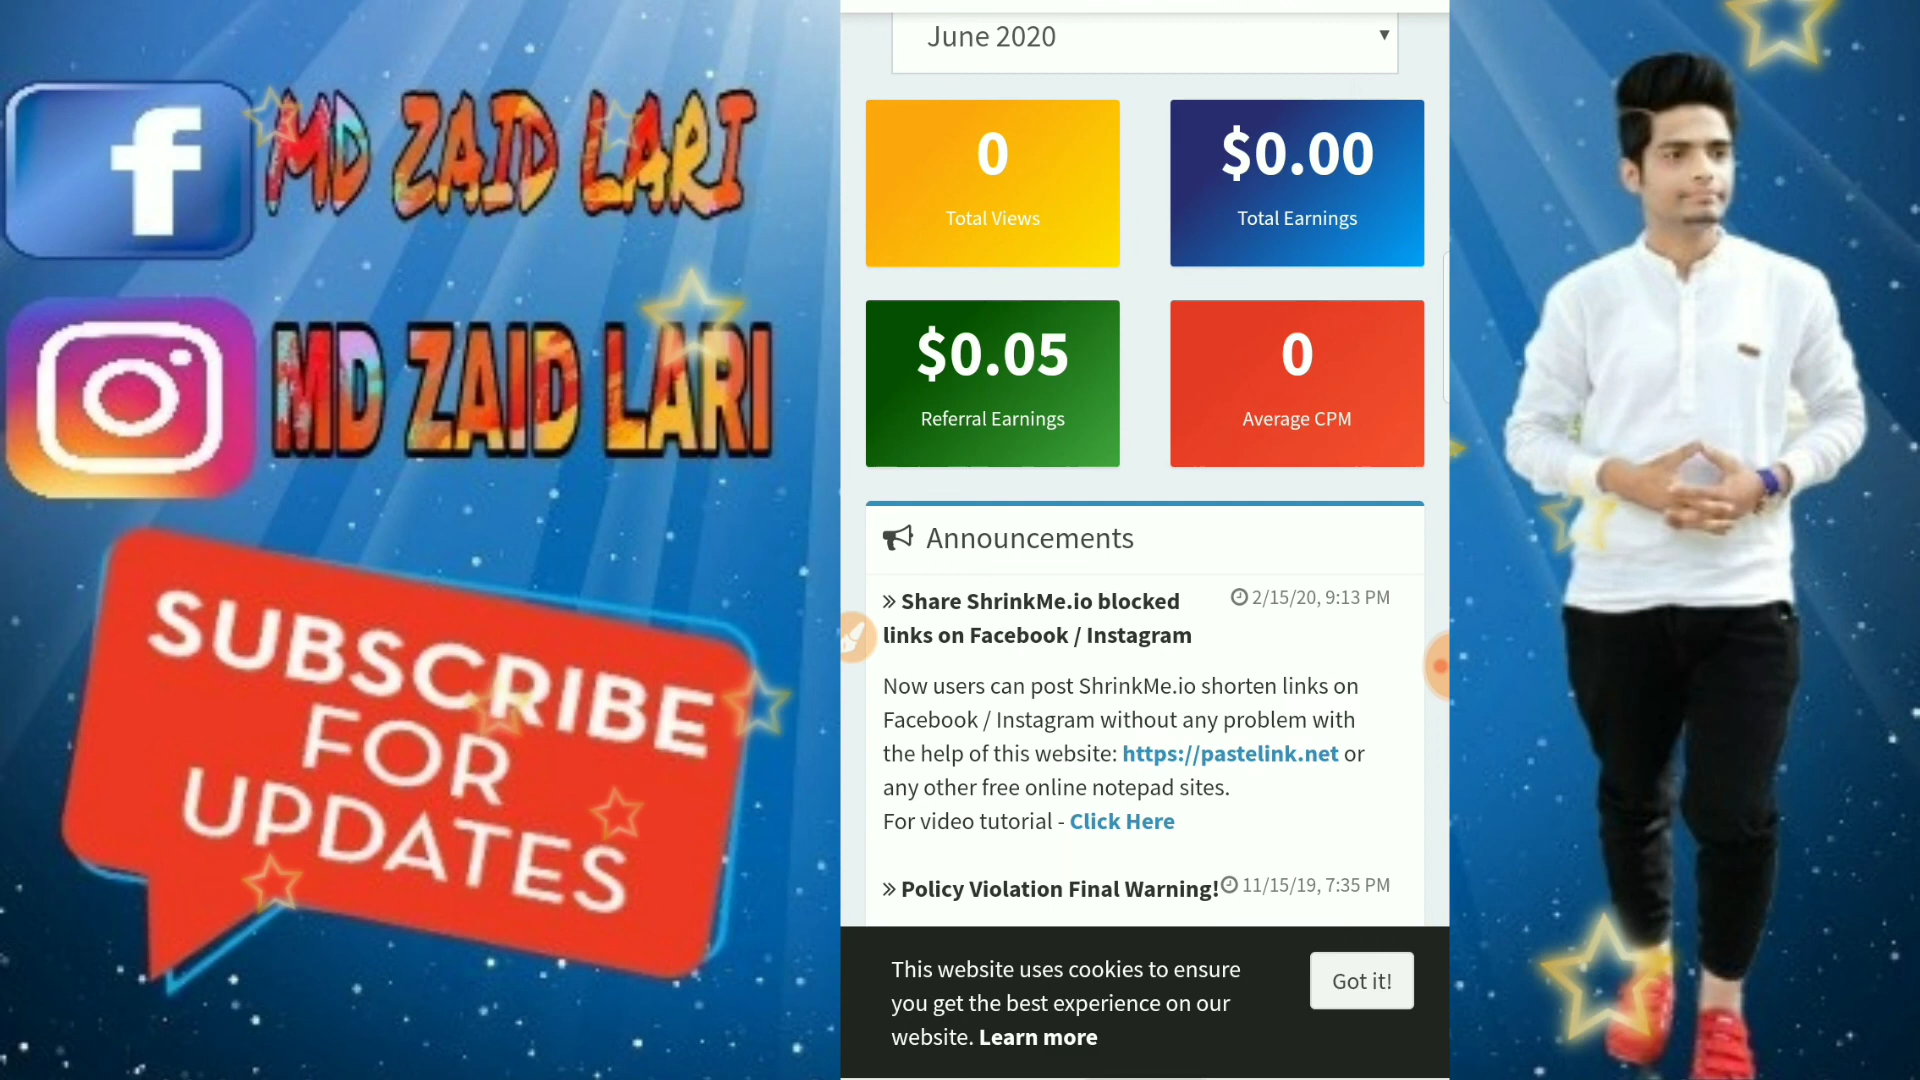 MD ZAID LARI
MD ZAID LARI
SUBSCRIBE
FOR
UPDATES
June 2020
0
Total Views
$0.00
Total Earnings
$0.05
Referral Earnings
0
Average CPM
Announcements
» Share ShrinkMe.io blocked
links on Facebook / Instagram
2/15/20, 9:13 PM
Now users can post ShrinkMe.io shorten links on
Facebook / Instagram without any problem with
the help of this website: https://pastelink.net or
any other free online notepad sites.
For video tutorial - Click Here
» Policy Violation Final Warning!
11/15/19, 7:35 PM
This website uses cookies to ensure
you get the best experience on our
website. Learn more
Got it!